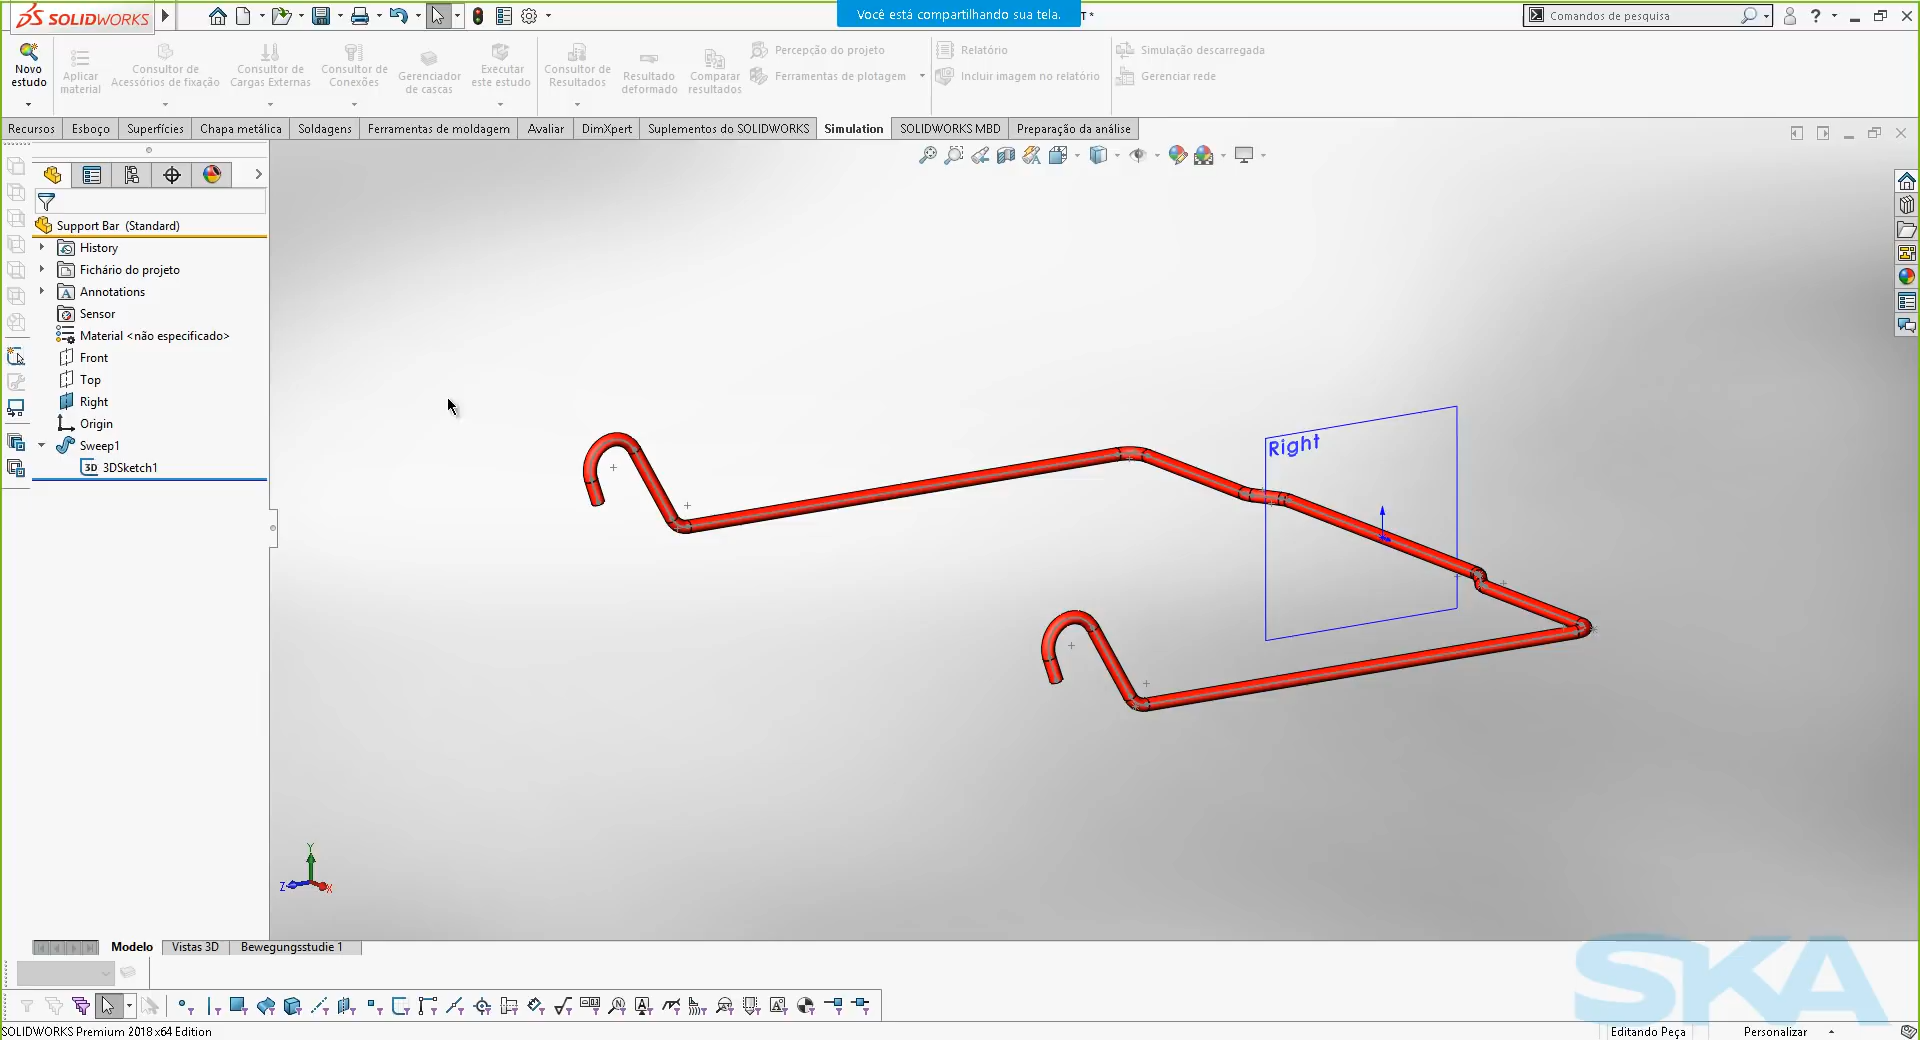 SOLIDWORKS
Você está compartilhando sua tela.
T *
Comandos de pesquisa
Novo estudo
Aplicar material
Consultor de Acessórios de fixação
Consultor de Cargas Externas
Consultor de Conexões
Gerenciador de cascas
Executar este estudo
Consultor de Resultados
Resultado deformado
Comparar resultados
Percepção do projeto
Ferramentas de plotagem
Relatório
Incluir imagem no relatório
Simulação descarregada
Gerenciar rede
Recursos
Esboço
Superfícies
Chapa metálica
Soldagens
Ferramentas de moldagem
Avaliar
DimXpert
Suplementos do SOLIDWORKS
Simulation
SOLIDWORKS MBD
Preparação da análise
Support Bar (Standard)
History
Fichário do projeto
Annotations
Sensor
Material <não especificado>
Front
Top
Right
Origin
Sweep1
3D 3DSketch1
Right
Y
Z
X
Modelo
Vistas 3D
Bewegungsstudie 1
SKA
SOLIDWORKS Premium 2018 x64 Edition
Editando Peça
Personalizar